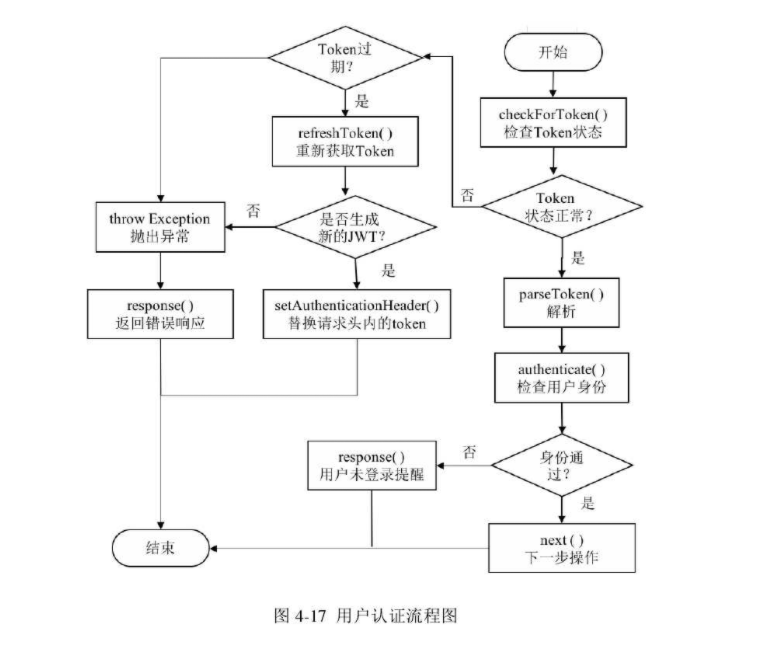 开始
checkForToken( )
检查Token状态
Token
状态正常？
否
是
Token过
期？
是
refreshToken( )
重新获取Token
是否生成
新的JWT？
否
是
throw Exception
抛出异常
response( )
返回错误响应
setAuthenticationHeader( )
替换请求头内的token
parseToken( )
解析
authenticate( )
检查用户身份
身份通
过？
否
是
response( )
用户未登录提醒
next ( )
下一步操作
结束
图 4-17 用户认证流程图